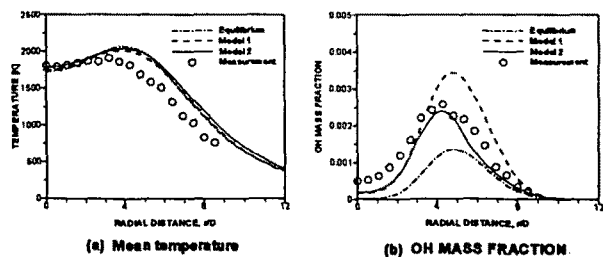 2500
2000
1500
500
0
TEMPERATURE [K]
Equilibrium
Model 1
Model 2
Measurement
0
4
8
12
RADIAL DISTANCE, r/D
(a) Mean temperature
0.005
0.004
0.003
0.002
0.001
0
OH MASS FRACTION
Equilibrium
Model 1
Model 2
Measurement
0
4
8
12
RADIAL DISTANCE, r/D
(b) OH MASS FRACTION